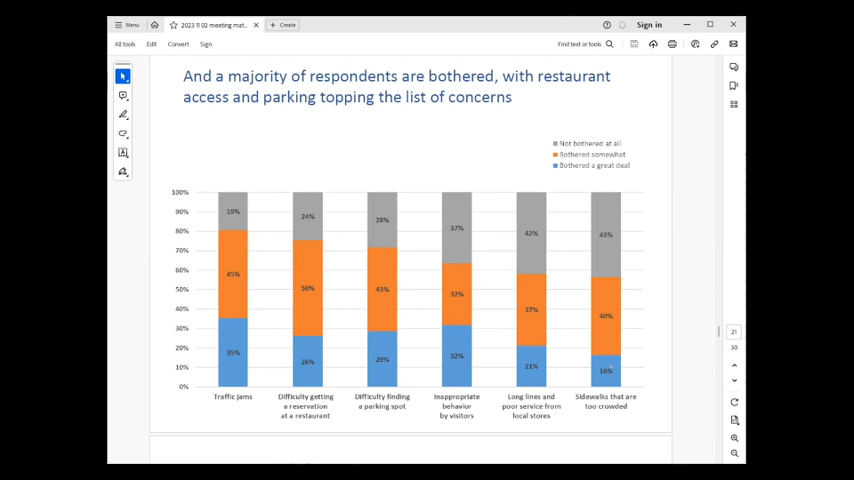 Menu
2023 11 02 meeting mat...
Create
Sign in
All tools Edit Convert Sign
Find text or tools
And a majority of respondents are bothered, with restaurant
access and parking topping the list of concerns
Not bothered at all
Bothered somewhat
Bothered a great deal
100%
90%
80%
70%
60%
50%
40%
30%
20%
10%
0%
19% 24% 28% 37% 42% 43%
45% 50% 43% 32% 37% 40%
35% 26% 29% 32% 21% 16%
Traffic jams
Difficulty getting
a reservation
at a restaurant
Difficulty finding
a parking spot
Inappropriate
behavior
by visitors
Long lines and
poor service from
local stores
Sidewalks that are
too crowded
21
30